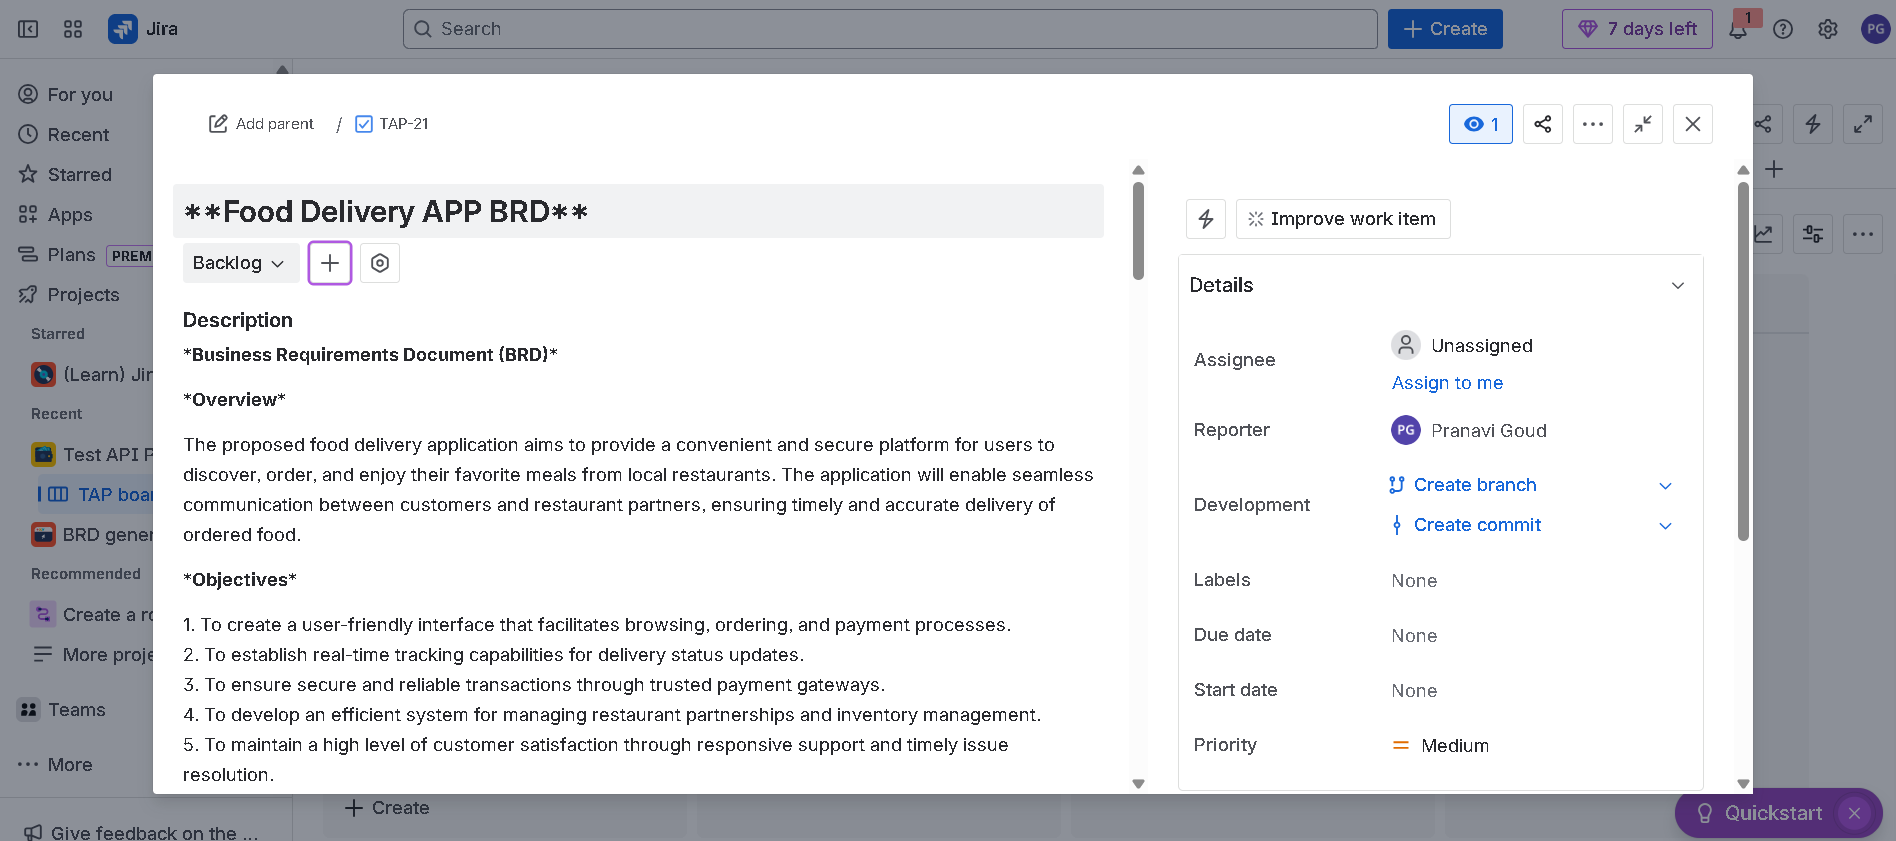 Jira
Search
Create
7 days left
1
PG
For you
Recent
Starred
Apps
Plans PREM
Projects
Starred
(Learn) Jir
Recent
Test API P
TAP boar
BRD gener
Recommended
Create a ro
More proje
Teams
More
Give feedback on the ...
Add parent / TAP-21
1
**Food Delivery APP BRD**
Backlog
Description
*Business Requirements Document (BRD)*
*Overview*
The proposed food delivery application aims to provide a convenient and secure platform for users to
discover, order, and enjoy their favorite meals from local restaurants. The application will enable seamless
communication between customers and restaurant partners, ensuring timely and accurate delivery of
ordered food.
*Objectives*
1. To create a user-friendly interface that facilitates browsing, ordering, and payment processes.
2. To establish real-time tracking capabilities for delivery status updates.
3. To ensure secure and reliable transactions through trusted payment gateways.
4. To develop an efficient system for managing restaurant partnerships and inventory management.
5. To maintain a high level of customer satisfaction through responsive support and timely issue
resolution.
Improve work item
Details
Assignee
Unassigned
Assign to me
Reporter
PG Pranavi Goud
Development
Create branch
Create commit
Labels
None
Due date
None
Start date
None
Priority
Medium
Create
Quickstart